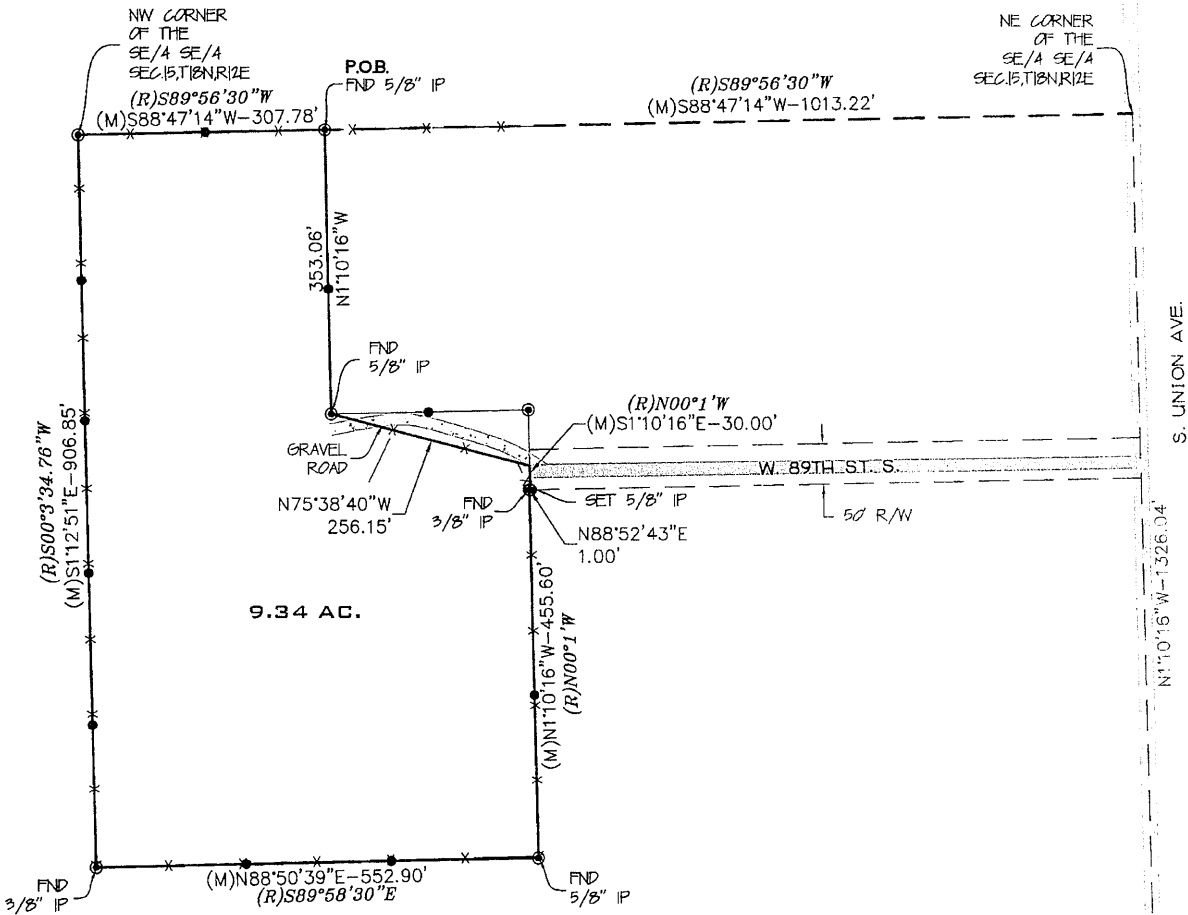 NW CORNER
OF THE
SE/4 SE/4
SEC.15,T18N,R12E
NE CORNER
OF THE
SE/4 SE/4
SEC.15,T18N,R12E
P.O.B.
FND 5/8" IP
(R)S89°56'30"W
(M)S88°47'14"W-307.78'
(R)S89°56'30"W
(M)S88°47'14"W-1013.22'
353.06'
N1°10'16"W
FND
5/8" IP
(R)N00°1'W
(M)S1°10'16"E-30.00'
GRAVEL
ROAD
W. 89TH ST. S.
S. UNION AVE.
N75°38'40"W
256.15'
FND
3/8" IP
SET 5/8" IP
50' R/W
N88°52'43"E
1.00'
(R)S00°3'34.76"W
(M)S1°12'51"E-906.85'
9.34 AC.
(M)N1°10'16"W-455.60'
(R)N00°1'W
N1°10'16"W-1326.04'
FND
3/8" IP
(M)N88°50'39"E-552.90'
(R)S89°58'30"E
FND
5/8" IP